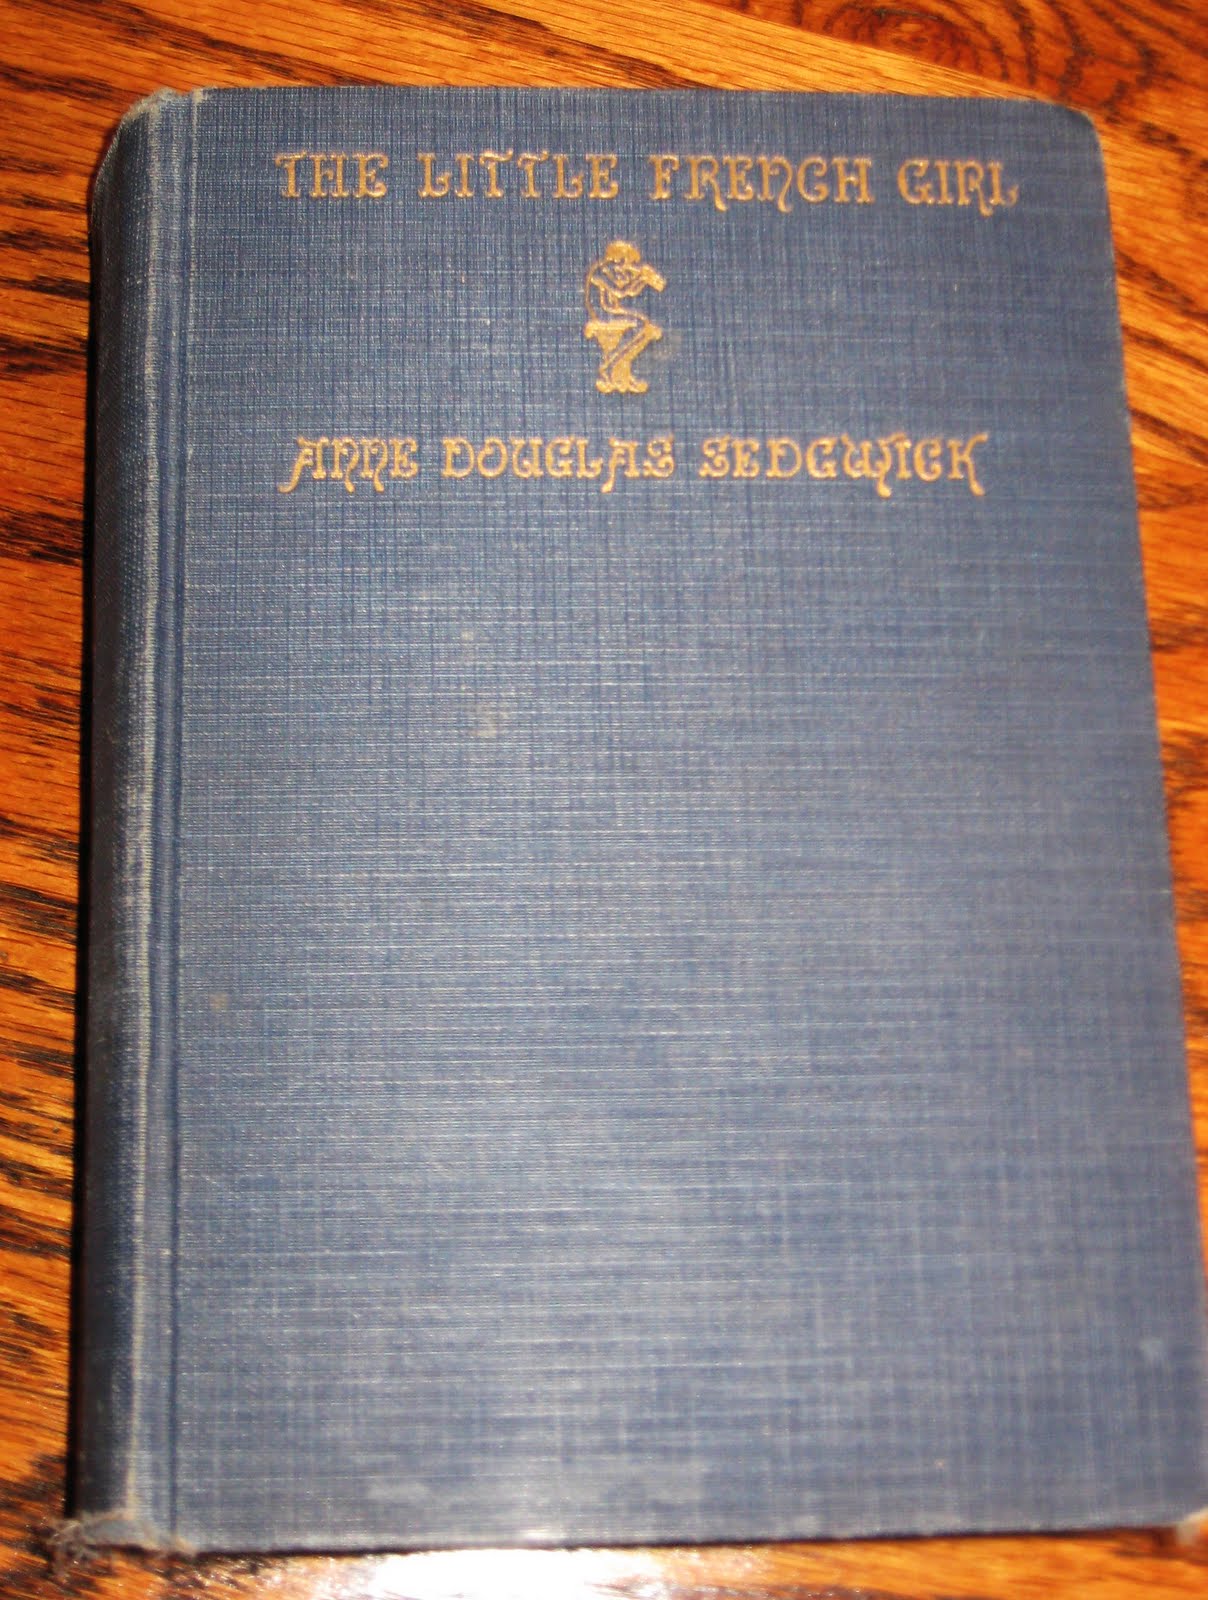 THE LITTLE FRENCH GIRL
ANNE DOUGLAS SEDGWICK